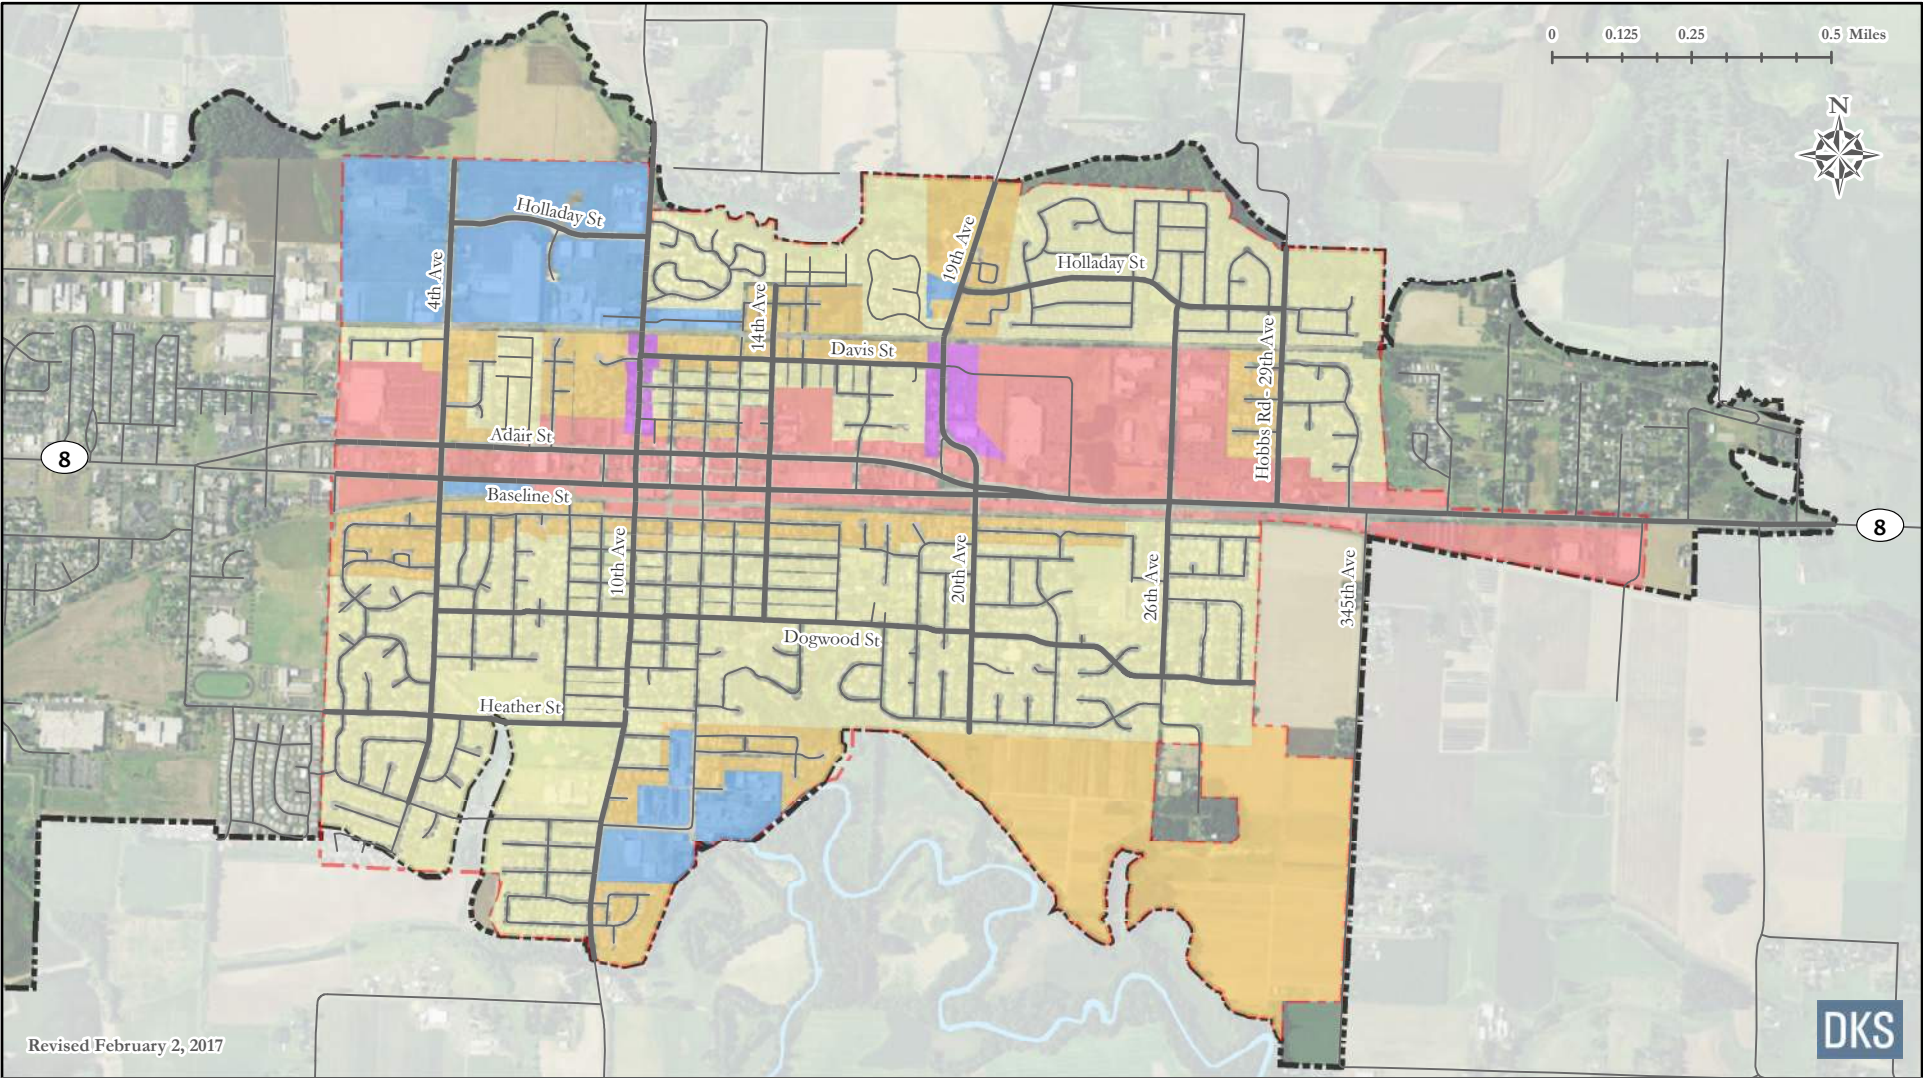 0 0.125 0.25 0.5 Miles
N
Holladay St
19th Ave
4th Ave
Holladay St
14th Ave
Davis St
Hobbs Rd - 29th Ave
Adair St
8
Baseline St
8
10th Ave
20th Ave
26th Ave
345th Ave
Dogwood St
Heather St
Revised February 2, 2017
DKS